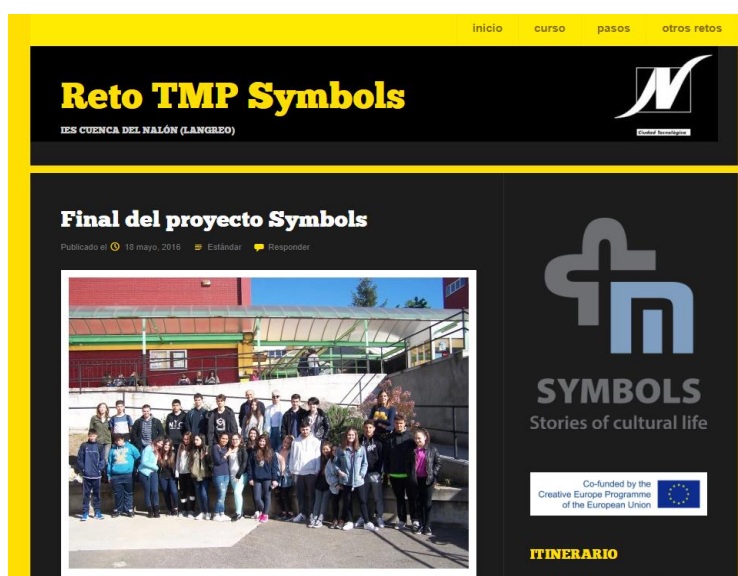 inicio curso pasos otros retos
Reto TMP Symbols
IES CUENCA DEL NALÓN (LANGREO)
N
Ciudad Tecnológica
Final del proyecto Symbols
Publicado el 18 mayo, 2016 Estándar Responder
SYMBOLS
Stories of cultural life
Co-funded by the
Creative Europe Programme
of the European Union
ITINERARIO